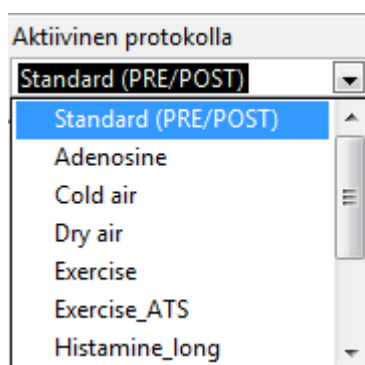 Aktiivinen protokolla
Standard (PRE/POST)
Standard (PRE/POST)
Adenosine
Cold air
Dry air
Exercise
Exercise_ATS
Histamine_long